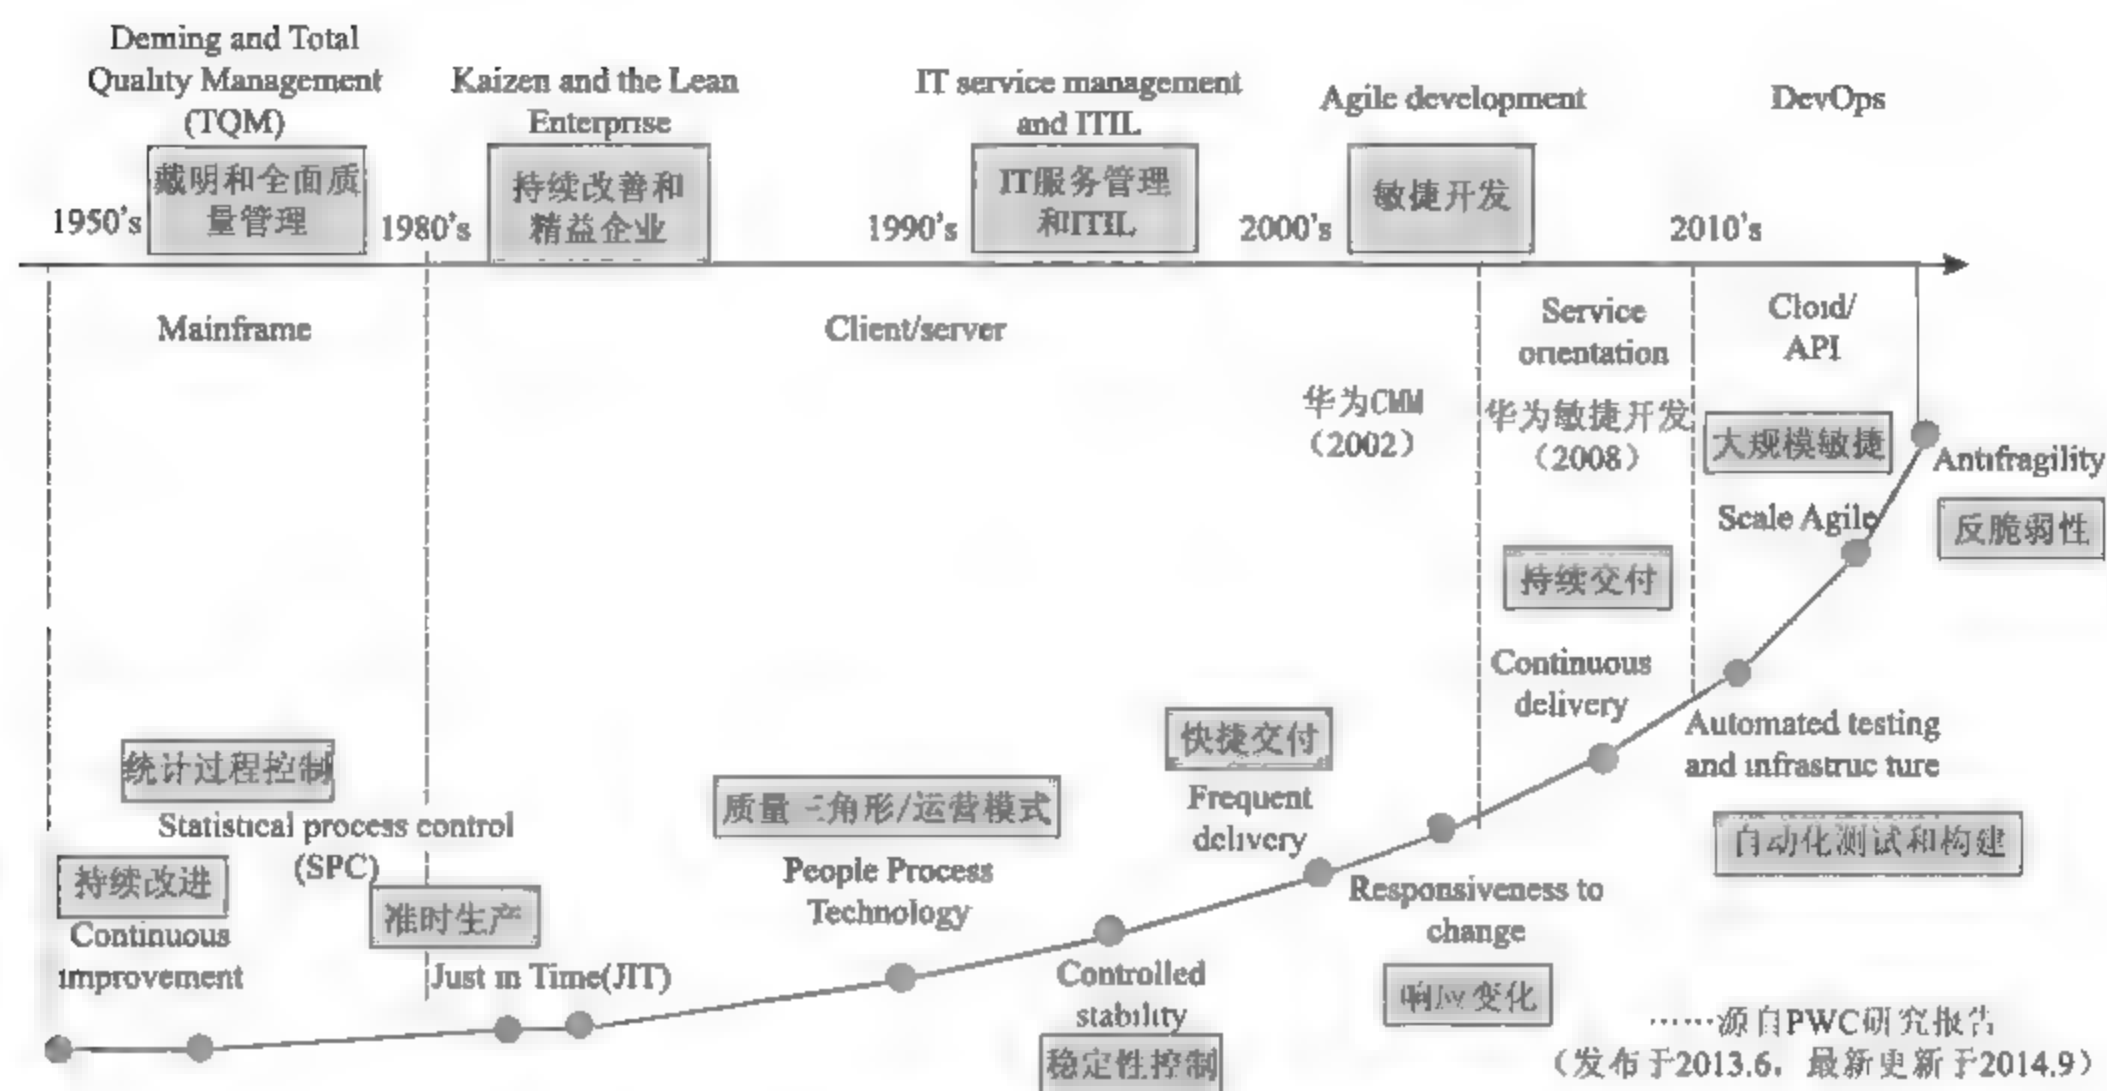 Deming and Total
Quality Management
(TQM)
戴明和全面质
量管理
Kaizen and the Lean
Enterprise
持续改善和
精益企业
IT service management
and ITIL
IT服务管理
和ITIL
Agile development
敏捷开发
DevOps
1950's
1980's
1990's
2000's
2010's
Mainframe
Client/server
Service
orientation
Cloid/
API
华为CMM
(2002)
华为敏捷开发
(2008)
大规模敏捷
Scale Agile
Antifragility
反脆弱性
持续交付
Continuous
delivery
Automated testing
and infrastruc ture
自动化测试和构建
统计过程控制
Statistical process control
(SPC)
持续改进
Continuous
improvement
准时生产
Just in Time(JIT)
质量三角形/运营模式
People Process
Technology
快捷交付
Frequent
delivery
Controlled
stability
稳定性控制
Responsiveness to
change
响应变化
……源自PWC研究报告
(发布于2013.6，最新更新于2014.9)